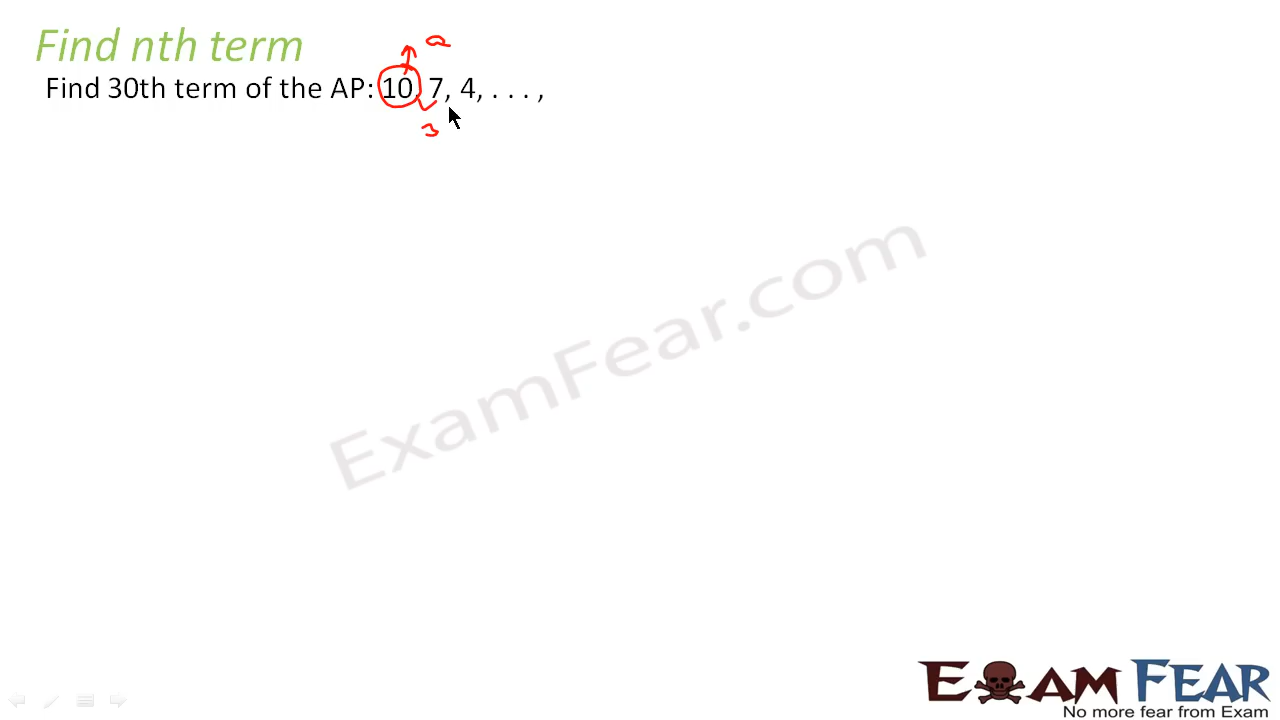 Find nth term
a
Find 30th term of the AP: 10, 7, 4, . . . ,
3
ExamFear.com
EXAM FEAR
No more fear from Exam